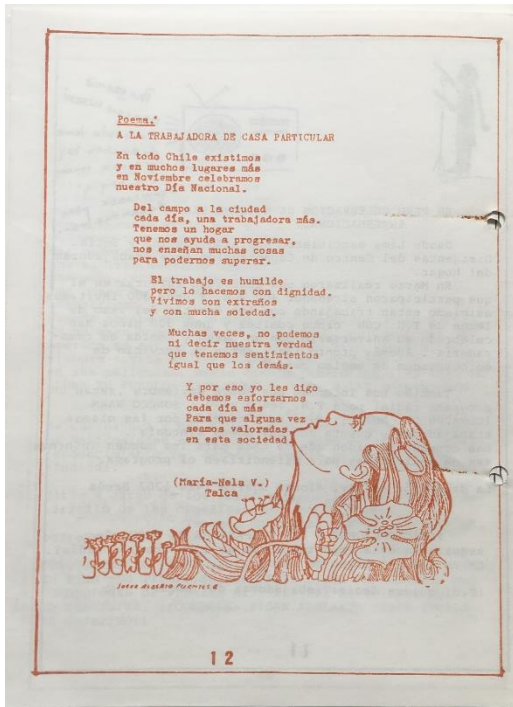 Poema.
A LA TRABAJADORA DE CASA PARTICULAR
En todo Chile existimos
y en muchos lugares más
en Noviembre celebramos
nuestro Día Nacional.
Del campo a la ciudad
cada día, una trabajadora más.
Tenemos un hogar
que nos ayuda a progresar,
nos enseñan muchas cosas
para podernos superar.
El trabajo es humilde
pero lo hacemos con dignidad.
Vivimos con extraños
y con mucha soledad.
Muchas veces, no podemos
ni decir nuestra verdad
que tenemos sentimientos
igual que los demás.
Y por eso yo les digo
debemos esforzarnos
cada día más
Para que alguna vez
seamos valoradas
en esta sociedad.
(María-Nela V.)
Talca
12